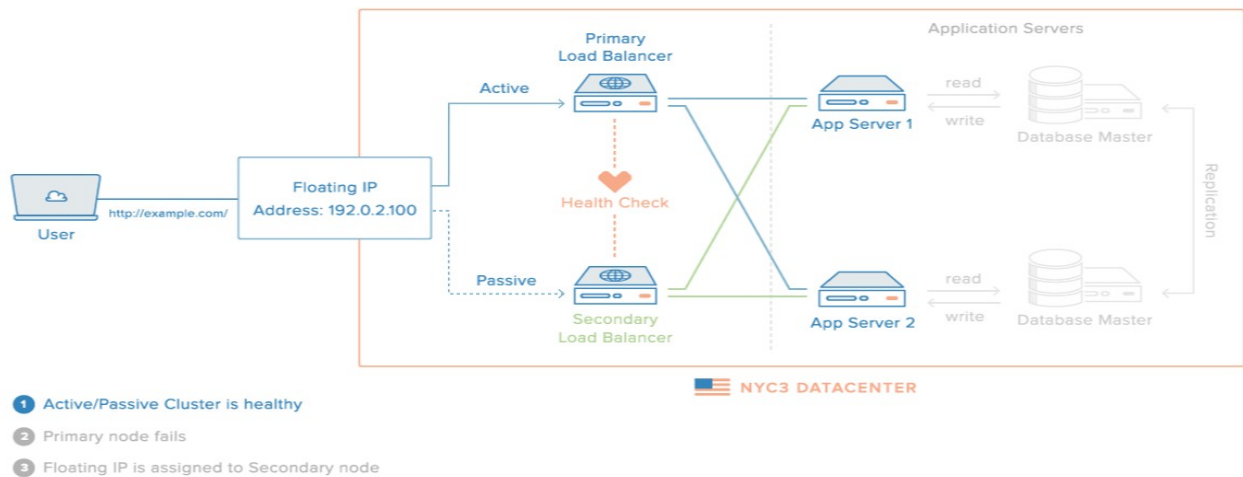 Application Servers
Primary
Load Balancer
Active
read
write
App Server 1
Database Master
Floating IP
Address: 192.0.2.100
http://example.com/
User
Health Check
Replication
Passive
read
write
Secondary
Load Balancer
App Server 2
Database Master
NYC3 DATACENTER
1 Active/Passive Cluster is healthy
2 Primary node fails
3 Floating IP is assigned to Secondary node